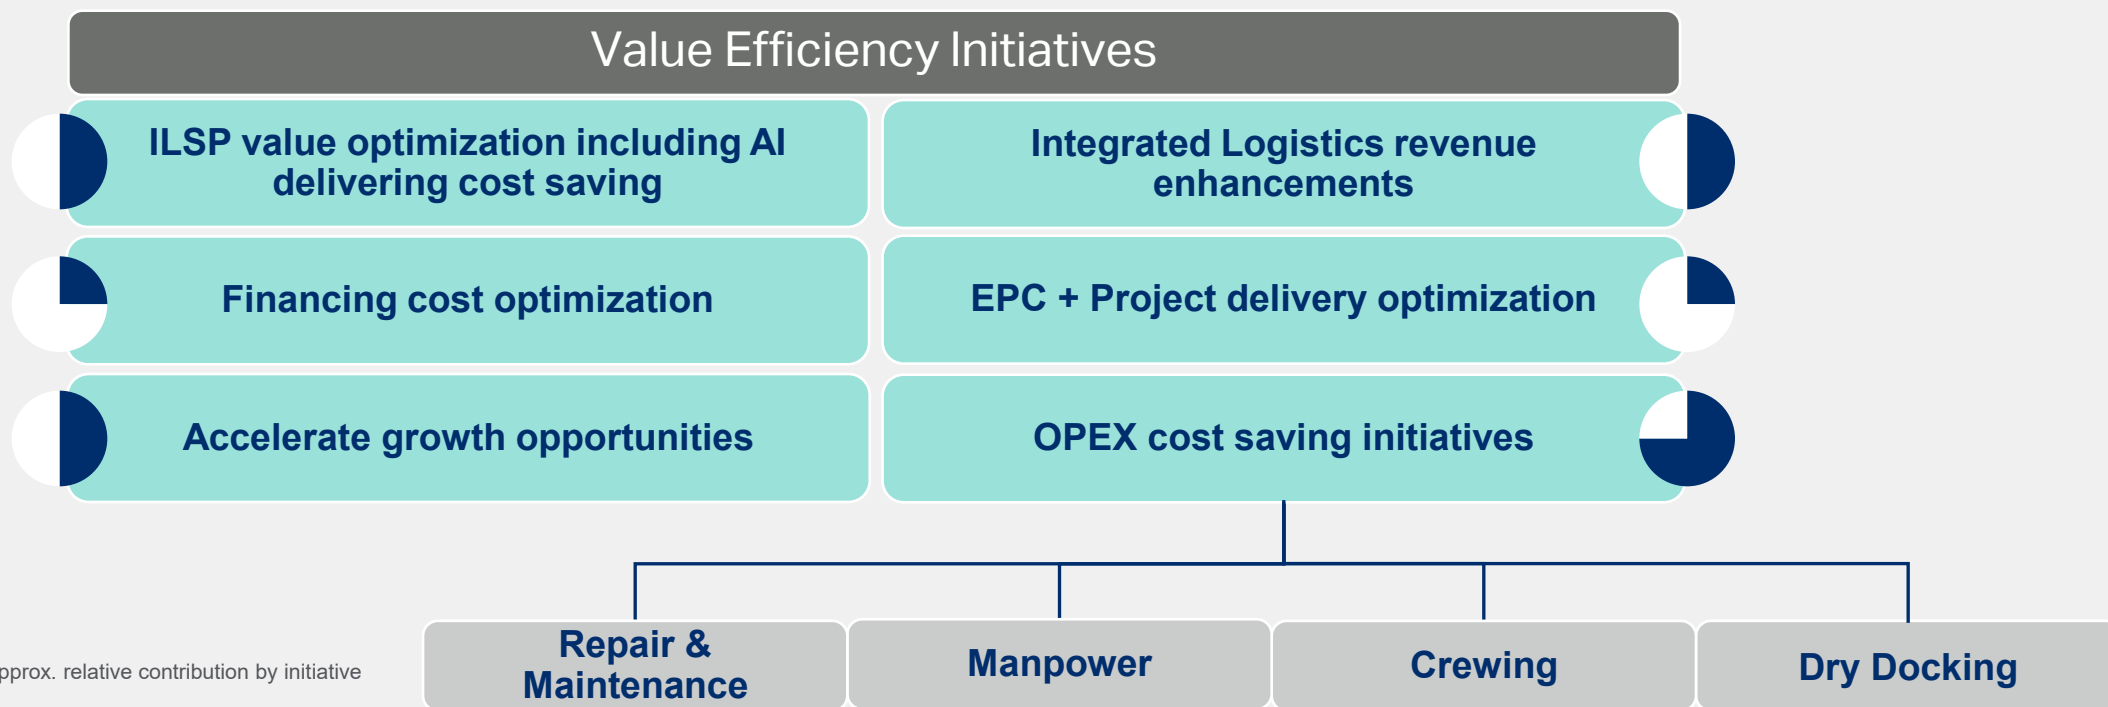 Value Efficiency Initiatives
ILSP value optimization including AI
delivering cost saving
Integrated Logistics revenue
enhancements
Financing cost optimization
EPC + Project delivery optimization
Accelerate growth opportunities
OPEX cost saving initiatives
Repair &
Maintenance
Manpower
Crewing
Dry Docking
pprox. relative contribution by initiative